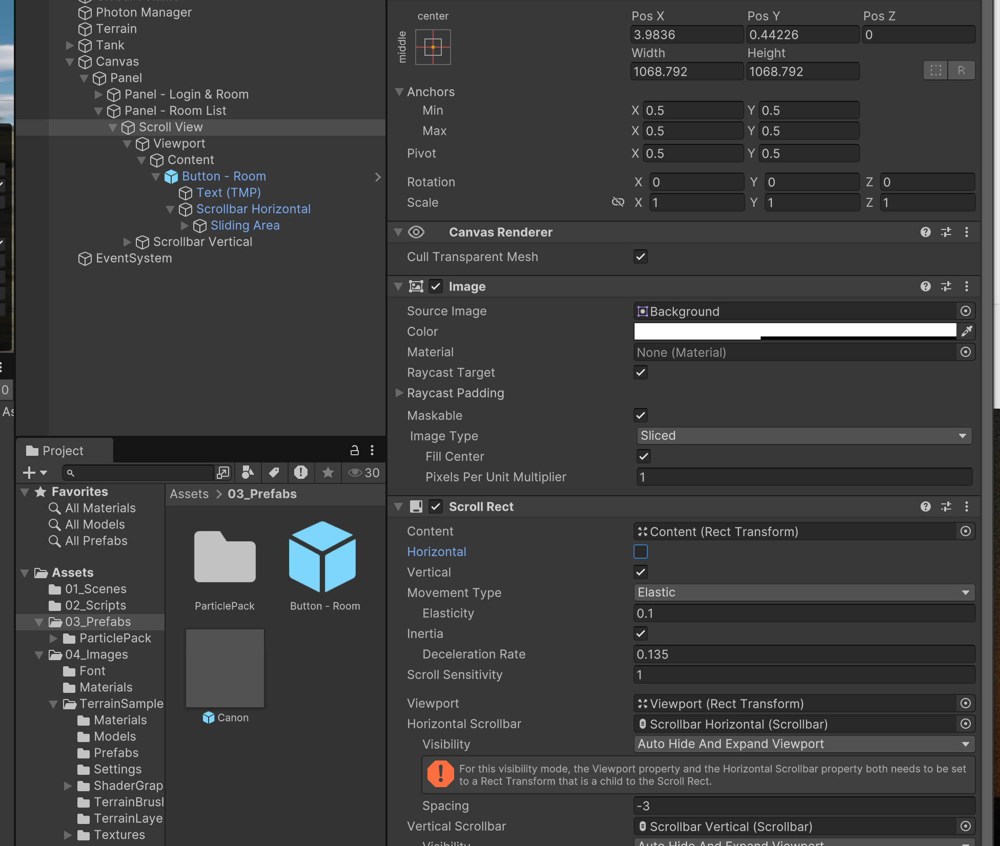 Photon Manager
Terrain
Tank
Canvas
Panel
Panel - Login & Room
Panel - Room List
Scroll View
Viewport
Content
Button - Room
Text (TMP)
Scrollbar Horizontal
Sliding Area
Scrollbar Vertical
EventSystem
0
As
Project
30
Favorites
All Materials
All Models
All Prefabs
Assets
01_Scenes
02_Scripts
03_Prefabs
ParticlePack
04_Images
Font
Materials
TerrainSample
Materials
Models
Prefabs
Settings
ShaderGrap
TerrainBrusl
TerrainLaye
Textures
Assets > 03_Prefabs
ParticlePack
Button - Room
Canon
center
middle
Pos X Pos Y Pos Z
3.9836 0.44226 0
Width Height
1068.792 1068.792
R
Anchors
Min X 0.5 Y 0.5
Max X 0.5 Y 0.5
Pivot X 0.5 Y 0.5
Rotation X 0 Y 0 Z 0
Scale X 1 Y 1 Z 1
Canvas Renderer
Cull Transparent Mesh
Image
Source Image Background
Color
Material None (Material)
Raycast Target
Raycast Padding
Maskable
Image Type Sliced
Fill Center
Pixels Per Unit Multiplier 1
Scroll Rect
Content Content (Rect Transform)
Horizontal
Vertical
Movement Type Elastic
Elasticity 0.1
Inertia
Deceleration Rate 0.135
Scroll Sensitivity 1
Viewport Viewport (Rect Transform)
Horizontal Scrollbar Scrollbar Horizontal (Scrollbar)
Visibility Auto Hide And Expand Viewport
For this visibility mode, the Viewport property and the Horizontal Scrollbar property both needs to be set
to a Rect Transform that is a child to the Scroll Rect.
Spacing -3
Vertical Scrollbar Scrollbar Vertical (Scrollbar)
Visibility Auto Hide And Expand Viewport